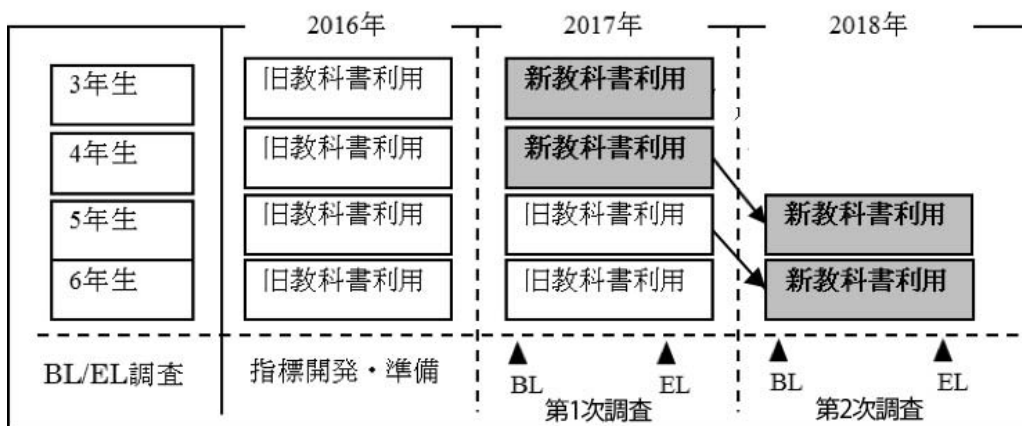 2016年 2017年 2018年
3年生 旧教科書利用 新教科書利用
4年生 旧教科書利用 新教科書利用
5年生 旧教科書利用 旧教科書利用 新教科書利用
6年生 旧教科書利用 旧教科書利用 新教科書利用
BL/EL調査 指標開発・準備 BL EL BL EL
第1次調査 第2次調査